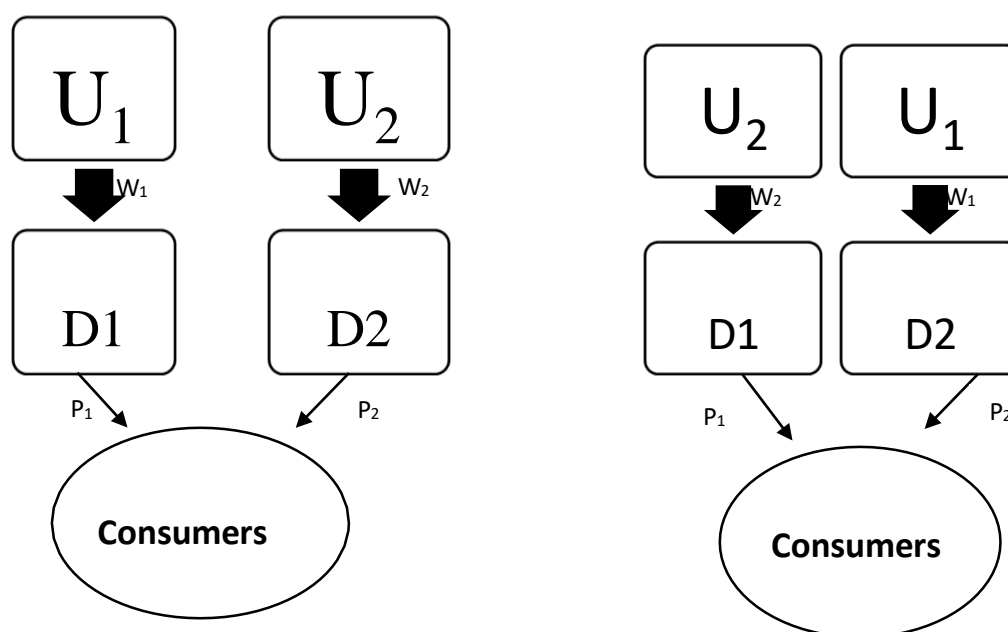 U₁
U₂
W₁
W₂
D1
D2
P₁
P₂
Consumers
U₂
U₁
W₂
W₁
D1
D2
P₁
P₂
Consumers